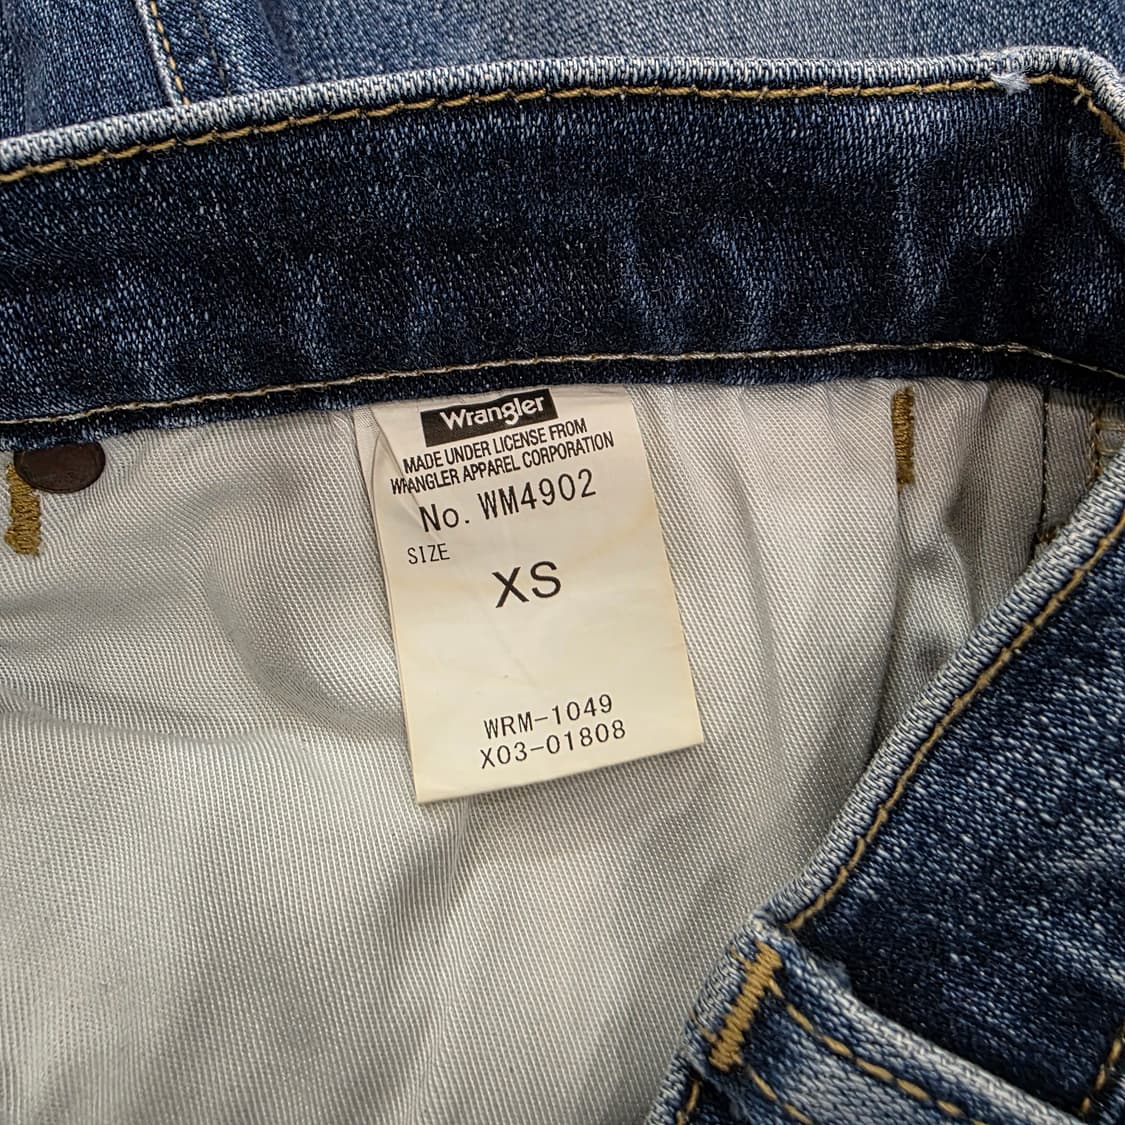 Wrangler
MADE UNDER LICENSE FROM
WRANGLER APPAREL CORPORATION
No. WM4902
SIZE
XS
WRM-1049
X03-01808